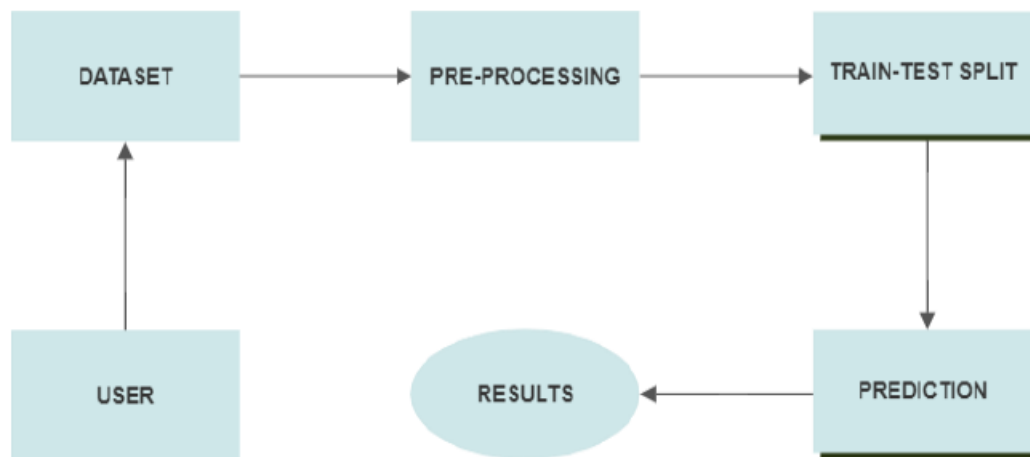 DATASET
PRE-PROCESSING
TRAIN-TEST SPLIT
USER
RESULTS
PREDICTION